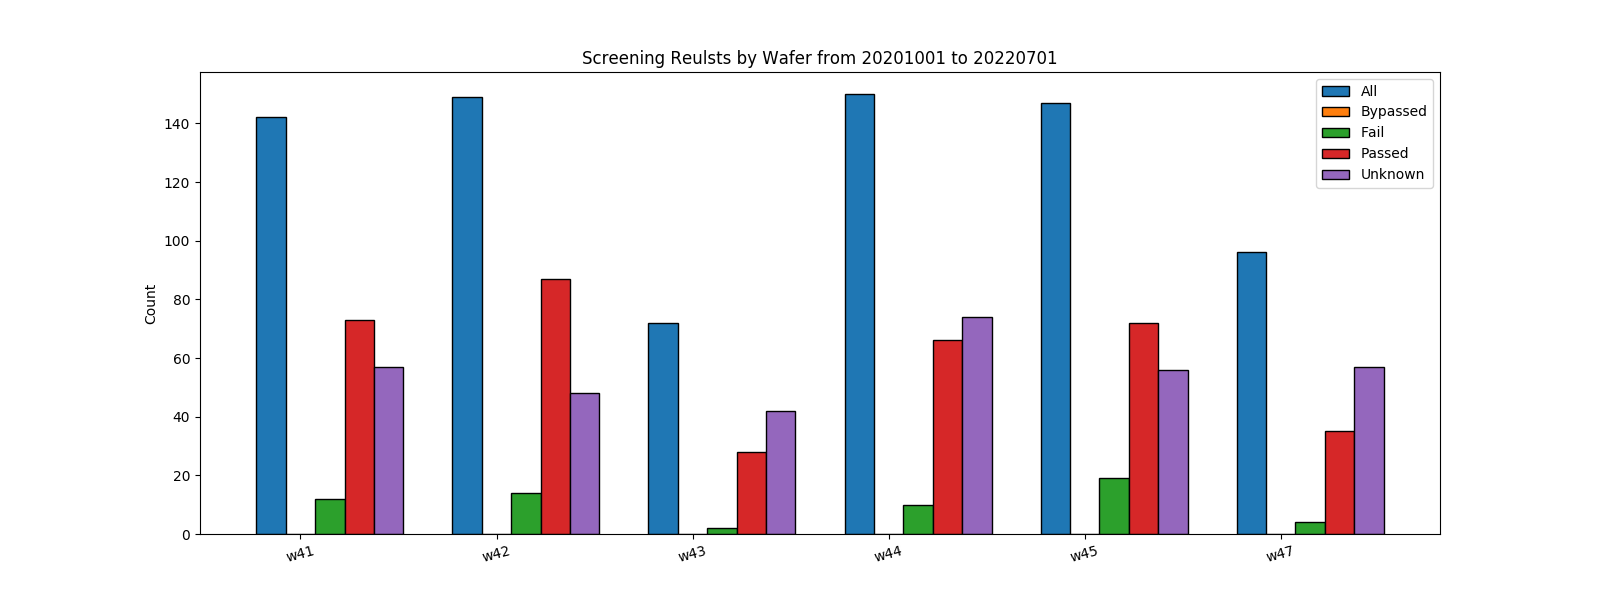 Screening Reulsts by Wafer from 20201001 to 20220701
All
Bypassed
Fail
Passed
Unknown
Count
140
120
100
80
60
40
20
0
w41
w42
w43
w44
w45
w47